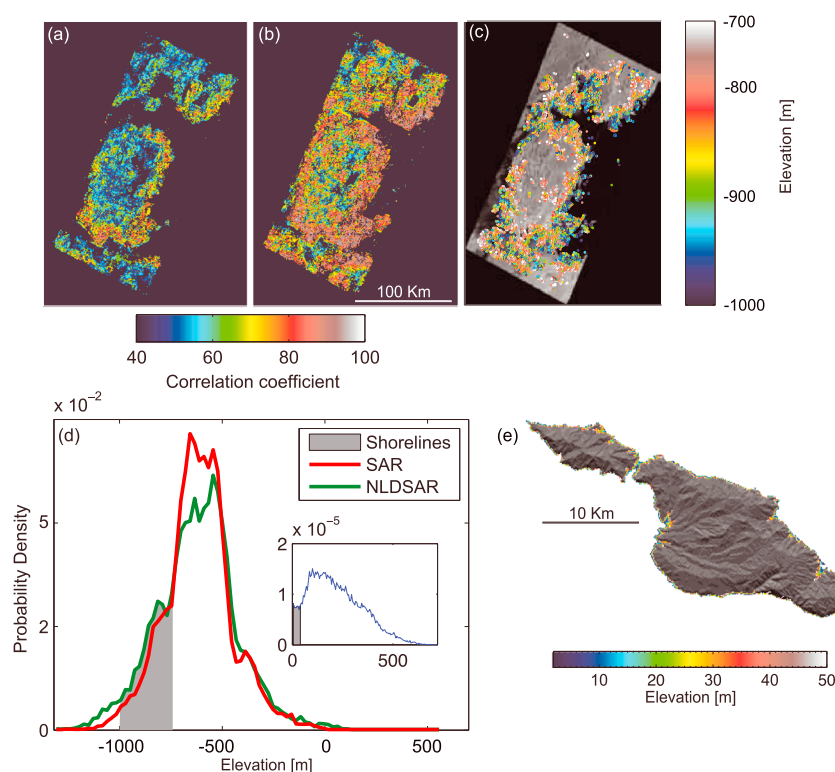 (a)
(b)
(c)
100 Km
-700
-800
-900
-1000
Elevation [m]
40 60 80 100
Correlation coefficient
x 10⁻²
(d)
Shorelines
SAR
NLDSAR
5
2
0
Probability Density
x 10⁻⁵
2
1
0
0 500
-1000 -500 0 500
Elevation [m]
(e)
10 Km
10 20 30 40 50
Elevation [m]